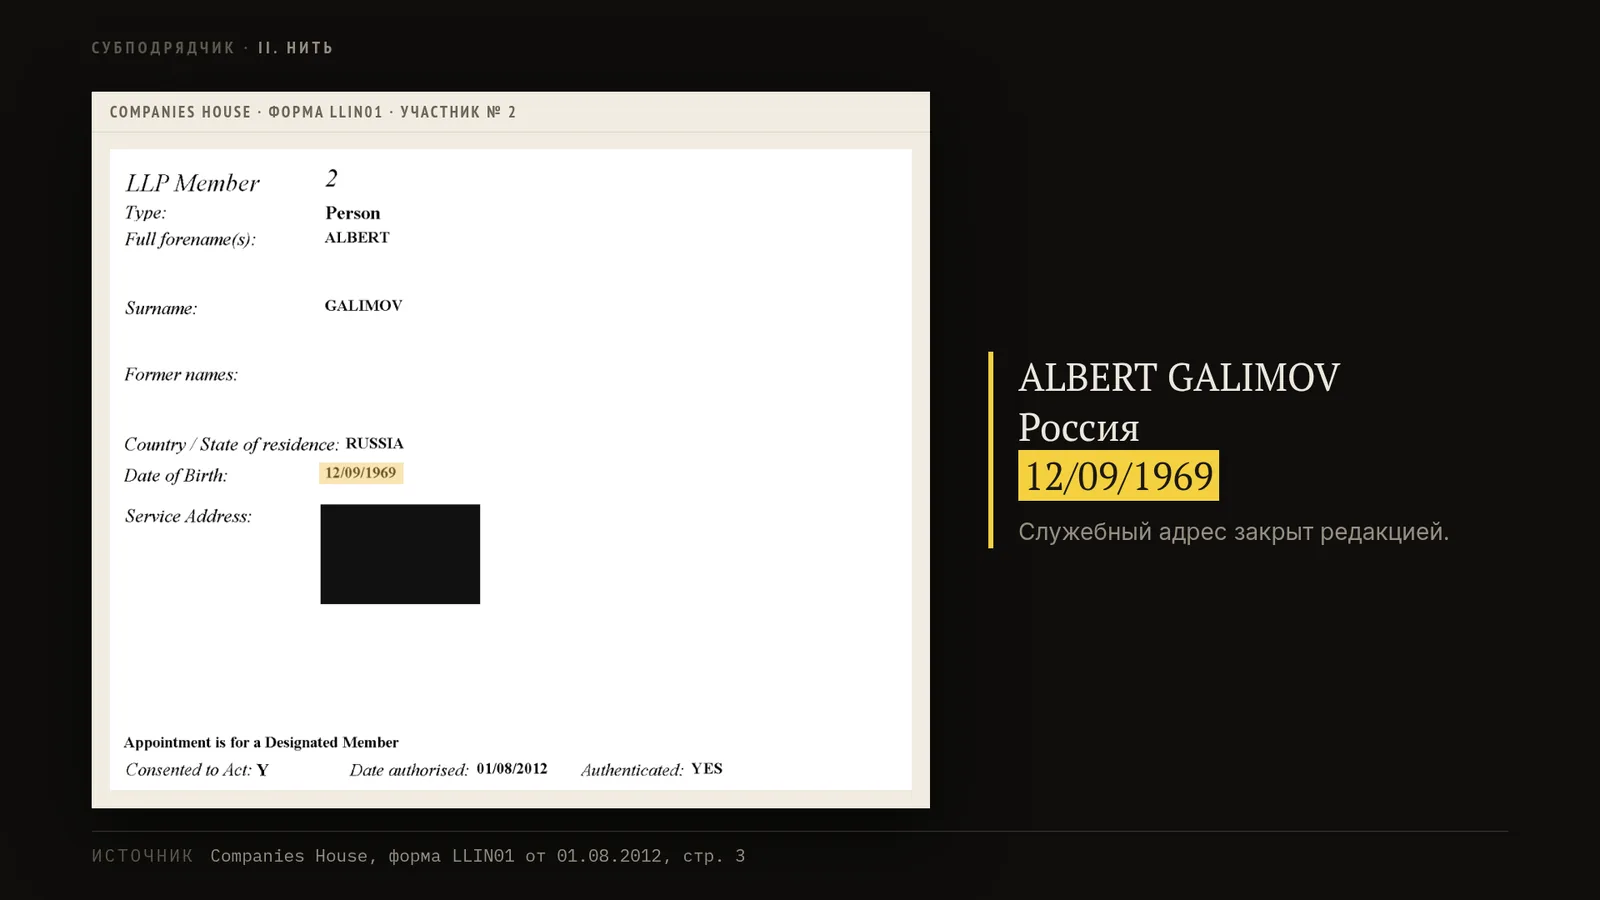 СУБПОДРЯДЧИК · II. НИТЬ
COMPANIES HOUSE · ФОРМА LLIN01 · УЧАСТНИК № 2
LLP Member 2
Type: Person
Full forename(s): ALBERT
Surname: GALIMOV
Former names:
Country / State of residence: RUSSIA
Date of Birth: 12/09/1969
Service Address:
Appointment is for a Designated Member
Consented to Act: Y Date authorised: 01/08/2012 Authenticated: YES
ALBERT GALIMOV
Россия
12/09/1969
Служебный адрес закрыт редакцией.
ИСТОЧНИК Companies House, форма LLIN01 от 01.08.2012, стр. 3